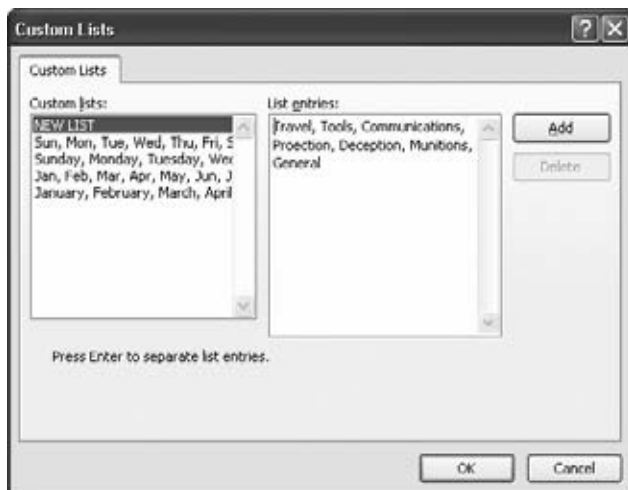 Custom Lists
Custom Lists
Custom lists:
NEW LIST
Sun, Mon, Tue, Wed, Thu, Fri, S
Sunday, Monday, Tuesday, Wed
Jan, Feb, Mar, Apr, May, Jun, J
January, February, March, April
List entries:
Travel, Tools, Communications,
Proection, Deception, Munitions,
General
Add
Delete
Press Enter to separate list entries.
OK
Cancel